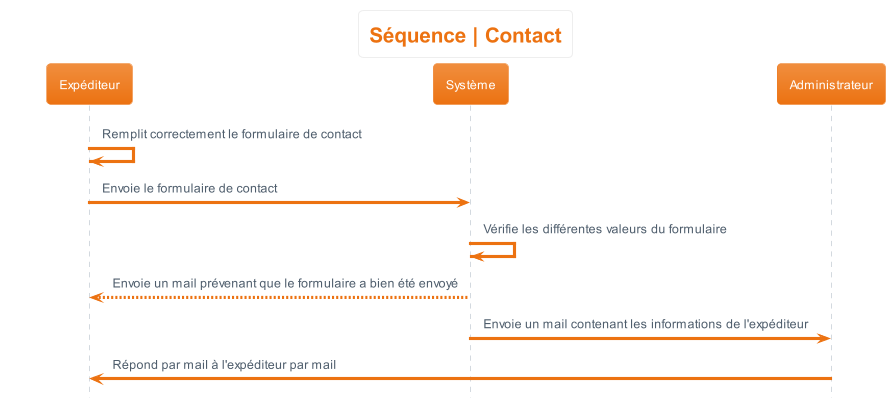 Séquence | Contact
Expéditeur
Système
Administrateur
Remplit correctement le formulaire de contact
Envoie le formulaire de contact
Vérifie les différentes valeurs du formulaire
Envoie un mail prévenant que le formulaire a bien été envoyé
Envoie un mail contenant les informations de l'expéditeur
Répond par mail à l'expéditeur par mail